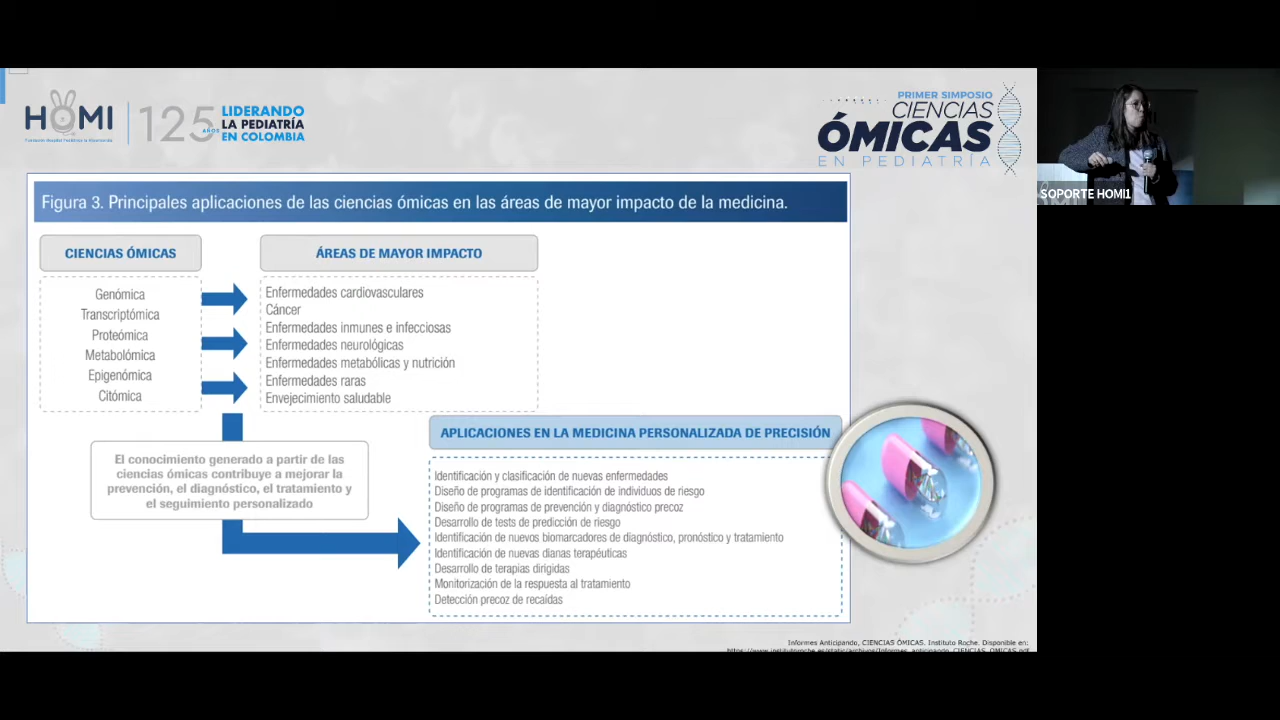 HOMI
Fundación Hospital Pediátrico la Misericordia
125
AÑOS
LIDERANDO
LA PEDIATRÍA
EN COLOMBIA
PRIMER SIMPOSIO
CIENCIAS
ÓMICAS
EN PEDIATRÍA
SOPORTE HOMI1
Figura 3. Principales aplicaciones de las ciencias ómicas en las áreas de mayor impacto de la medicina.
CIENCIAS ÓMICAS
Genómica
Transcriptómica
Proteómica
Metabolómica
Epigenómica
Citómica
ÁREAS DE MAYOR IMPACTO
Enfermedades cardiovasculares
Cáncer
Enfermedades inmunes e infecciosas
Enfermedades neurológicas
Enfermedades metabólicas y nutrición
Enfermedades raras
Envejecimiento saludable
El conocimiento generado a partir de las
ciencias ómicas contribuye a mejorar la
prevención, el diagnóstico, el tratamiento y
el seguimiento personalizado
APLICACIONES EN LA MEDICINA PERSONALIZADA DE PRECISIÓN
Identificación y clasificación de nuevas enfermedades
Diseño de programas de identificación de individuos de riesgo
Diseño de programas de prevención y diagnóstico precoz
Desarrollo de tests de predicción de riesgo
Identificación de nuevos biomarcadores de diagnóstico, pronóstico y tratamiento
Identificación de nuevas dianas terapéuticas
Desarrollo de terapias dirigidas
Monitorización de la respuesta al tratamiento
Detección precoz de recaídas
Informes Anticipando, CIENCIAS ÓMICAS. Instituto Roche. Disponible en: